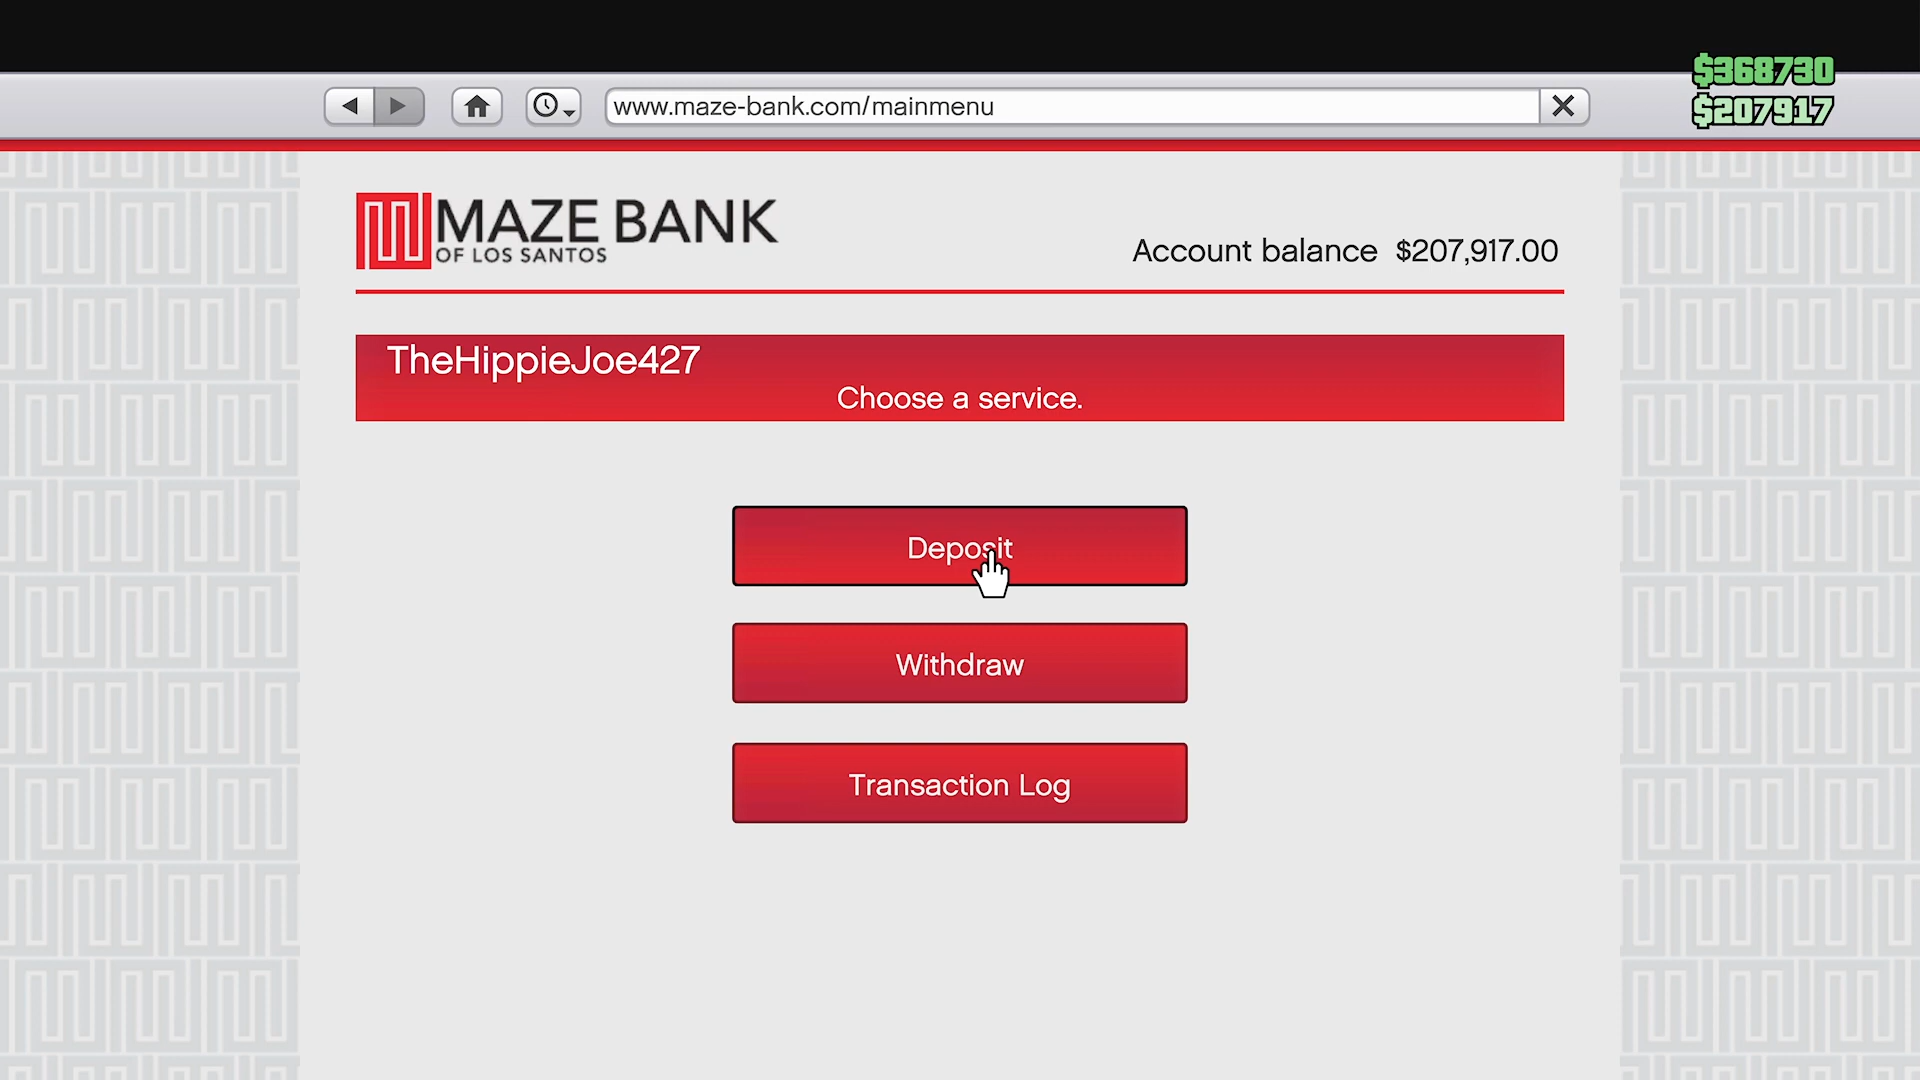 $368730
www.maze-bank.com/mainmenu
$207917
MAZE BANK
OF LOS SANTOS
Account balance $207,917.00
TheHippieJoe427
Choose a service.
Deposit
Withdraw
Transaction Log